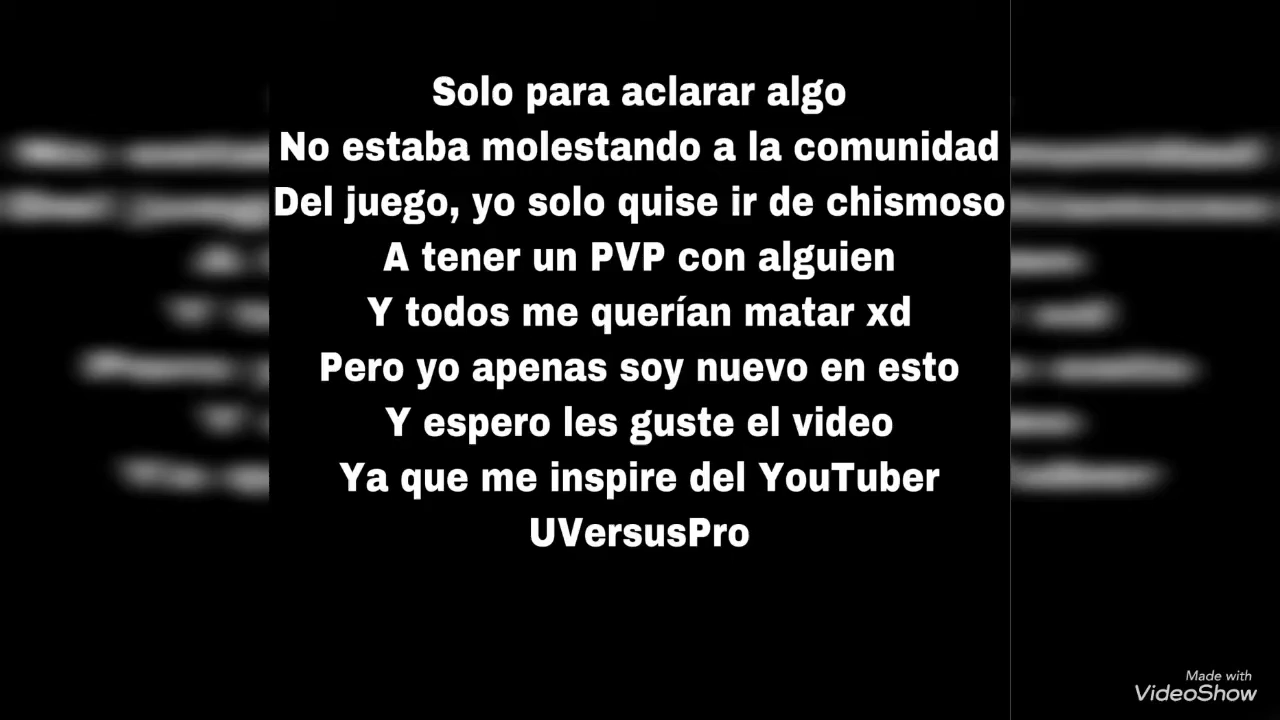 Solo para aclarar algo
No estaba molestando a la comunidad
Del juego, yo solo quise ir de chismoso
A tener un PVP con alguien
Y todos me querían matar xd
Pero yo apenas soy nuevo en esto
Y espero les guste el video
Ya que me inspire del YouTuber
UVersusPro
Made with
VideoShow